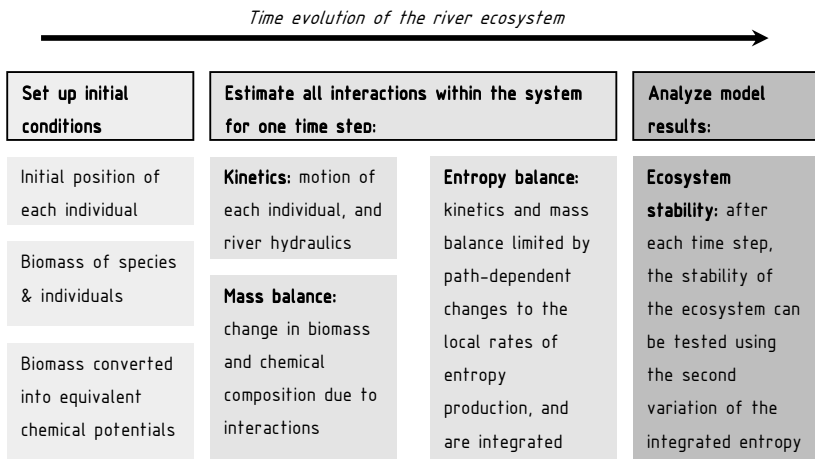 Time evolution of the river ecosystem
Set up initial
conditions
Initial position of
each individual
Biomass of species
& individuals
Biomass converted
into equivalent
chemical potentials
Estimate all interactions within the system
for one time step:
Kinetics: motion of
each individual, and
river hydraulics
Mass balance:
change in biomass
and chemical
composition due to
interactions
Entropy balance:
kinetics and mass
balance limited by
path-dependent
changes to the
local rates of
entropy
production, and
are integrated
Analyze model
results:
Ecosystem
stability: after
each time step,
the stability of
the ecosystem can
be tested using
the second
variation of the
integrated entropy